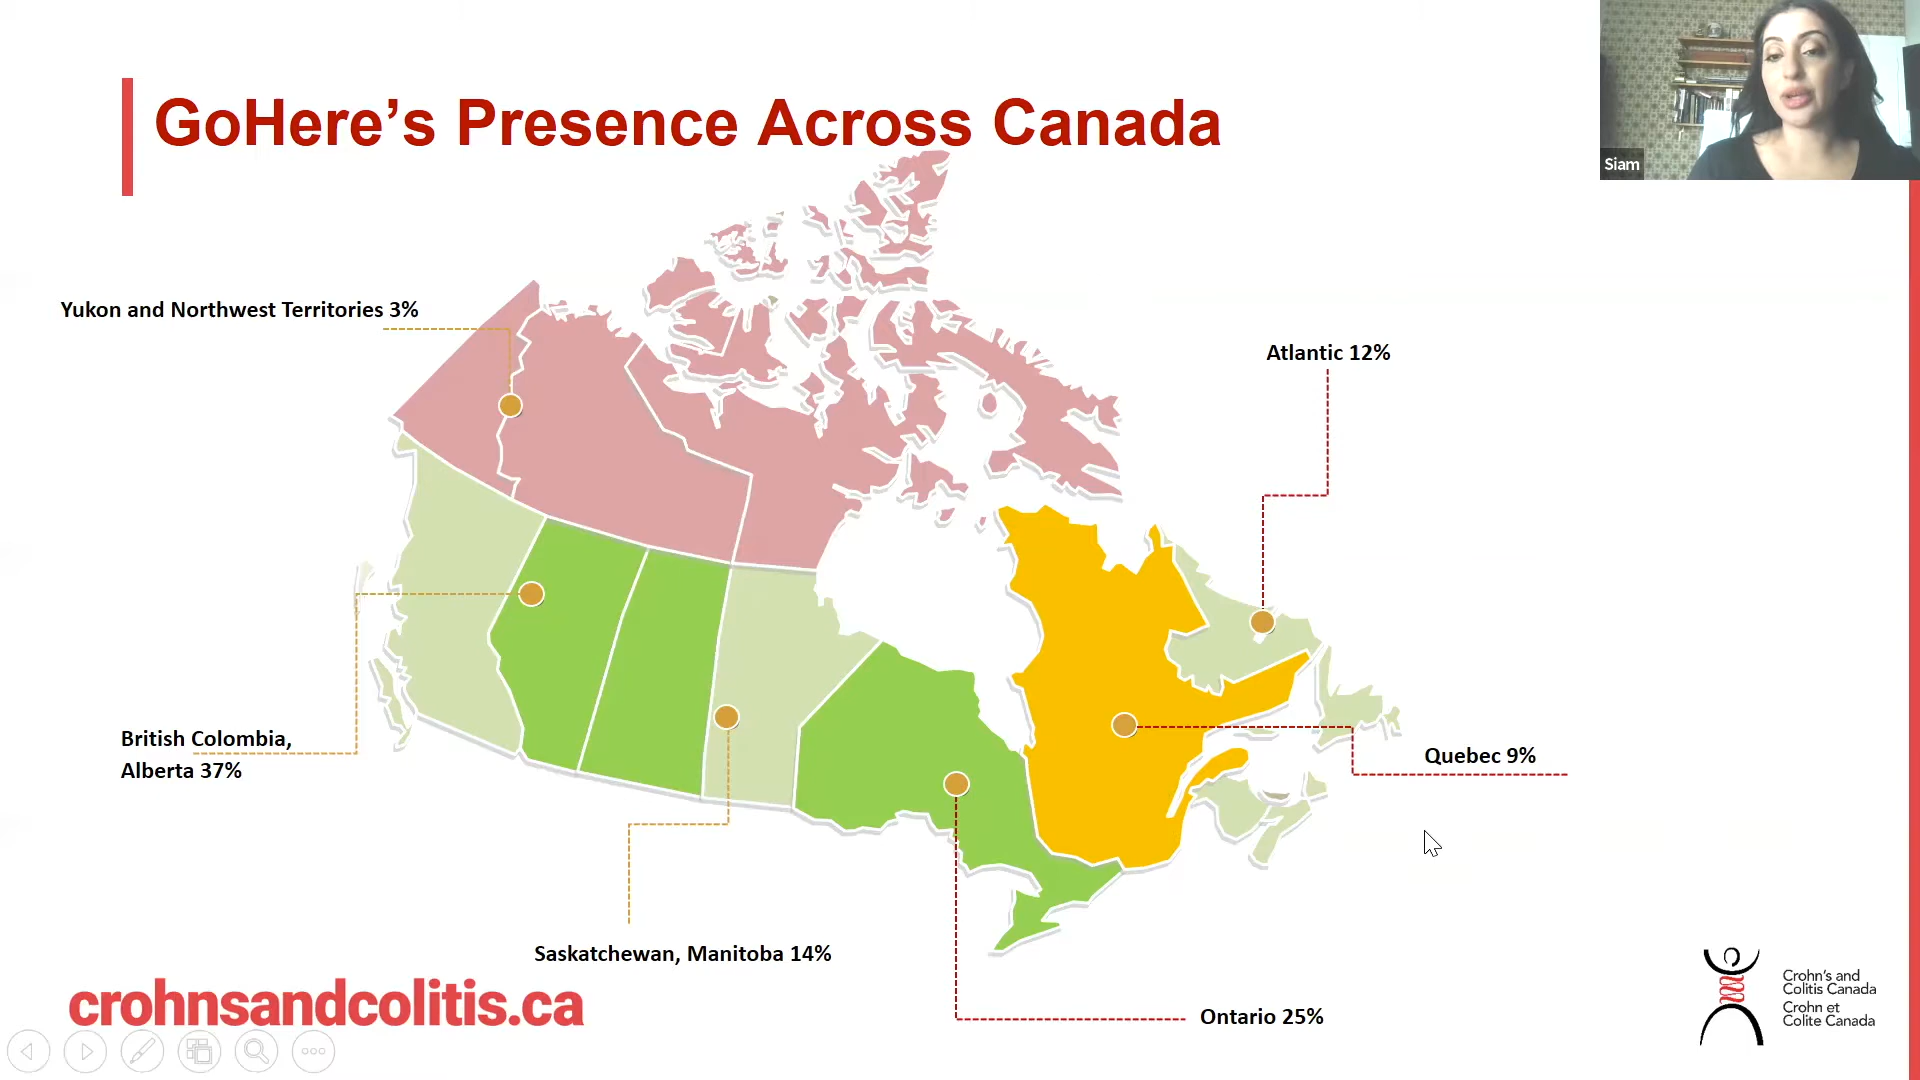 GoHere's Presence Across Canada
Siam
Yukon and Northwest Territories 3%
Atlantic 12%
British Colombia,
Alberta 37%
Quebec 9%
Saskatchewan, Manitoba 14%
Ontario 25%
crohnsandcolitis.ca
Crohn's and
Colitis Canada
Crohn et
Colite Canada